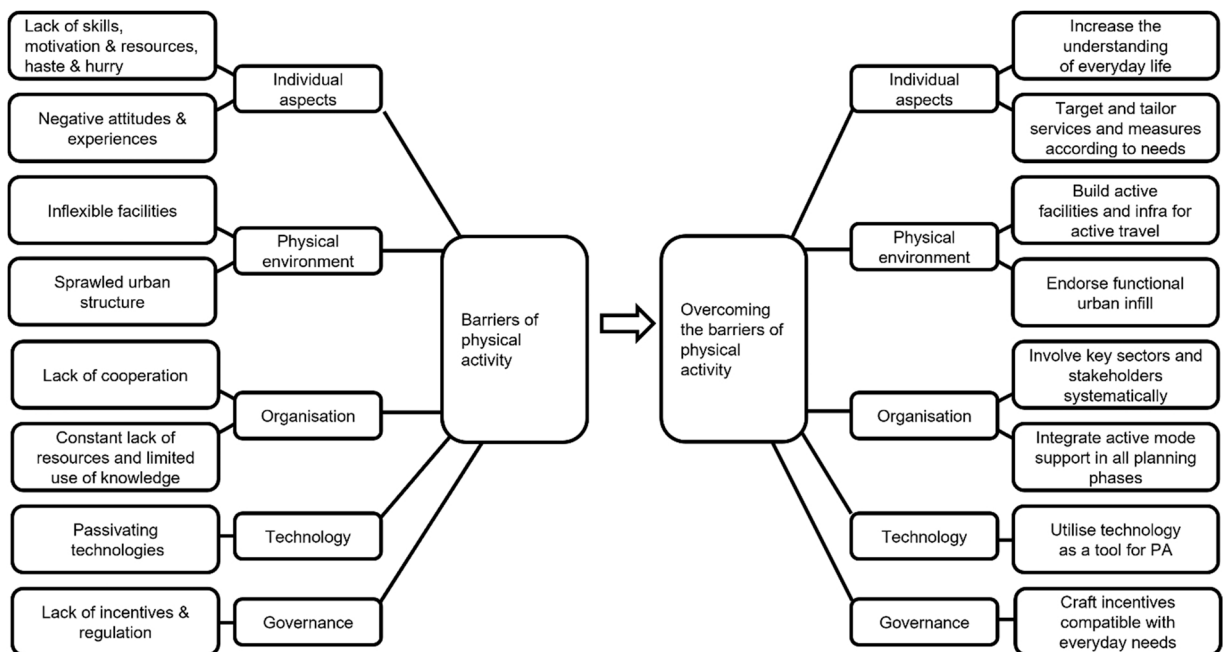 Lack of skills,
motivation & resources,
haste & hurry
Negative attitudes &
experiences
Individual
aspects
Inflexible facilities
Sprawled urban
structure
Physical
environment
Lack of cooperation
Constant lack of
resources and limited
use of knowledge
Organisation
Passivating
technologies
Technology
Lack of incentives &
regulation
Governance
Barriers of
physical
activity
Overcoming
the barriers of
physical
activity
Individual
aspects
Increase the
understanding
of everyday life
Target and tailor
services and measures
according to needs
Physical
environment
Build active
facilities and infra for
active travel
Endorse functional
urban infill
Organisation
Involve key sectors and
stakeholders
systematically
Integrate active mode
support in all planning
phases
Technology
Utilise technology
as a tool for PA
Governance
Craft incentives
compatible with
everyday needs